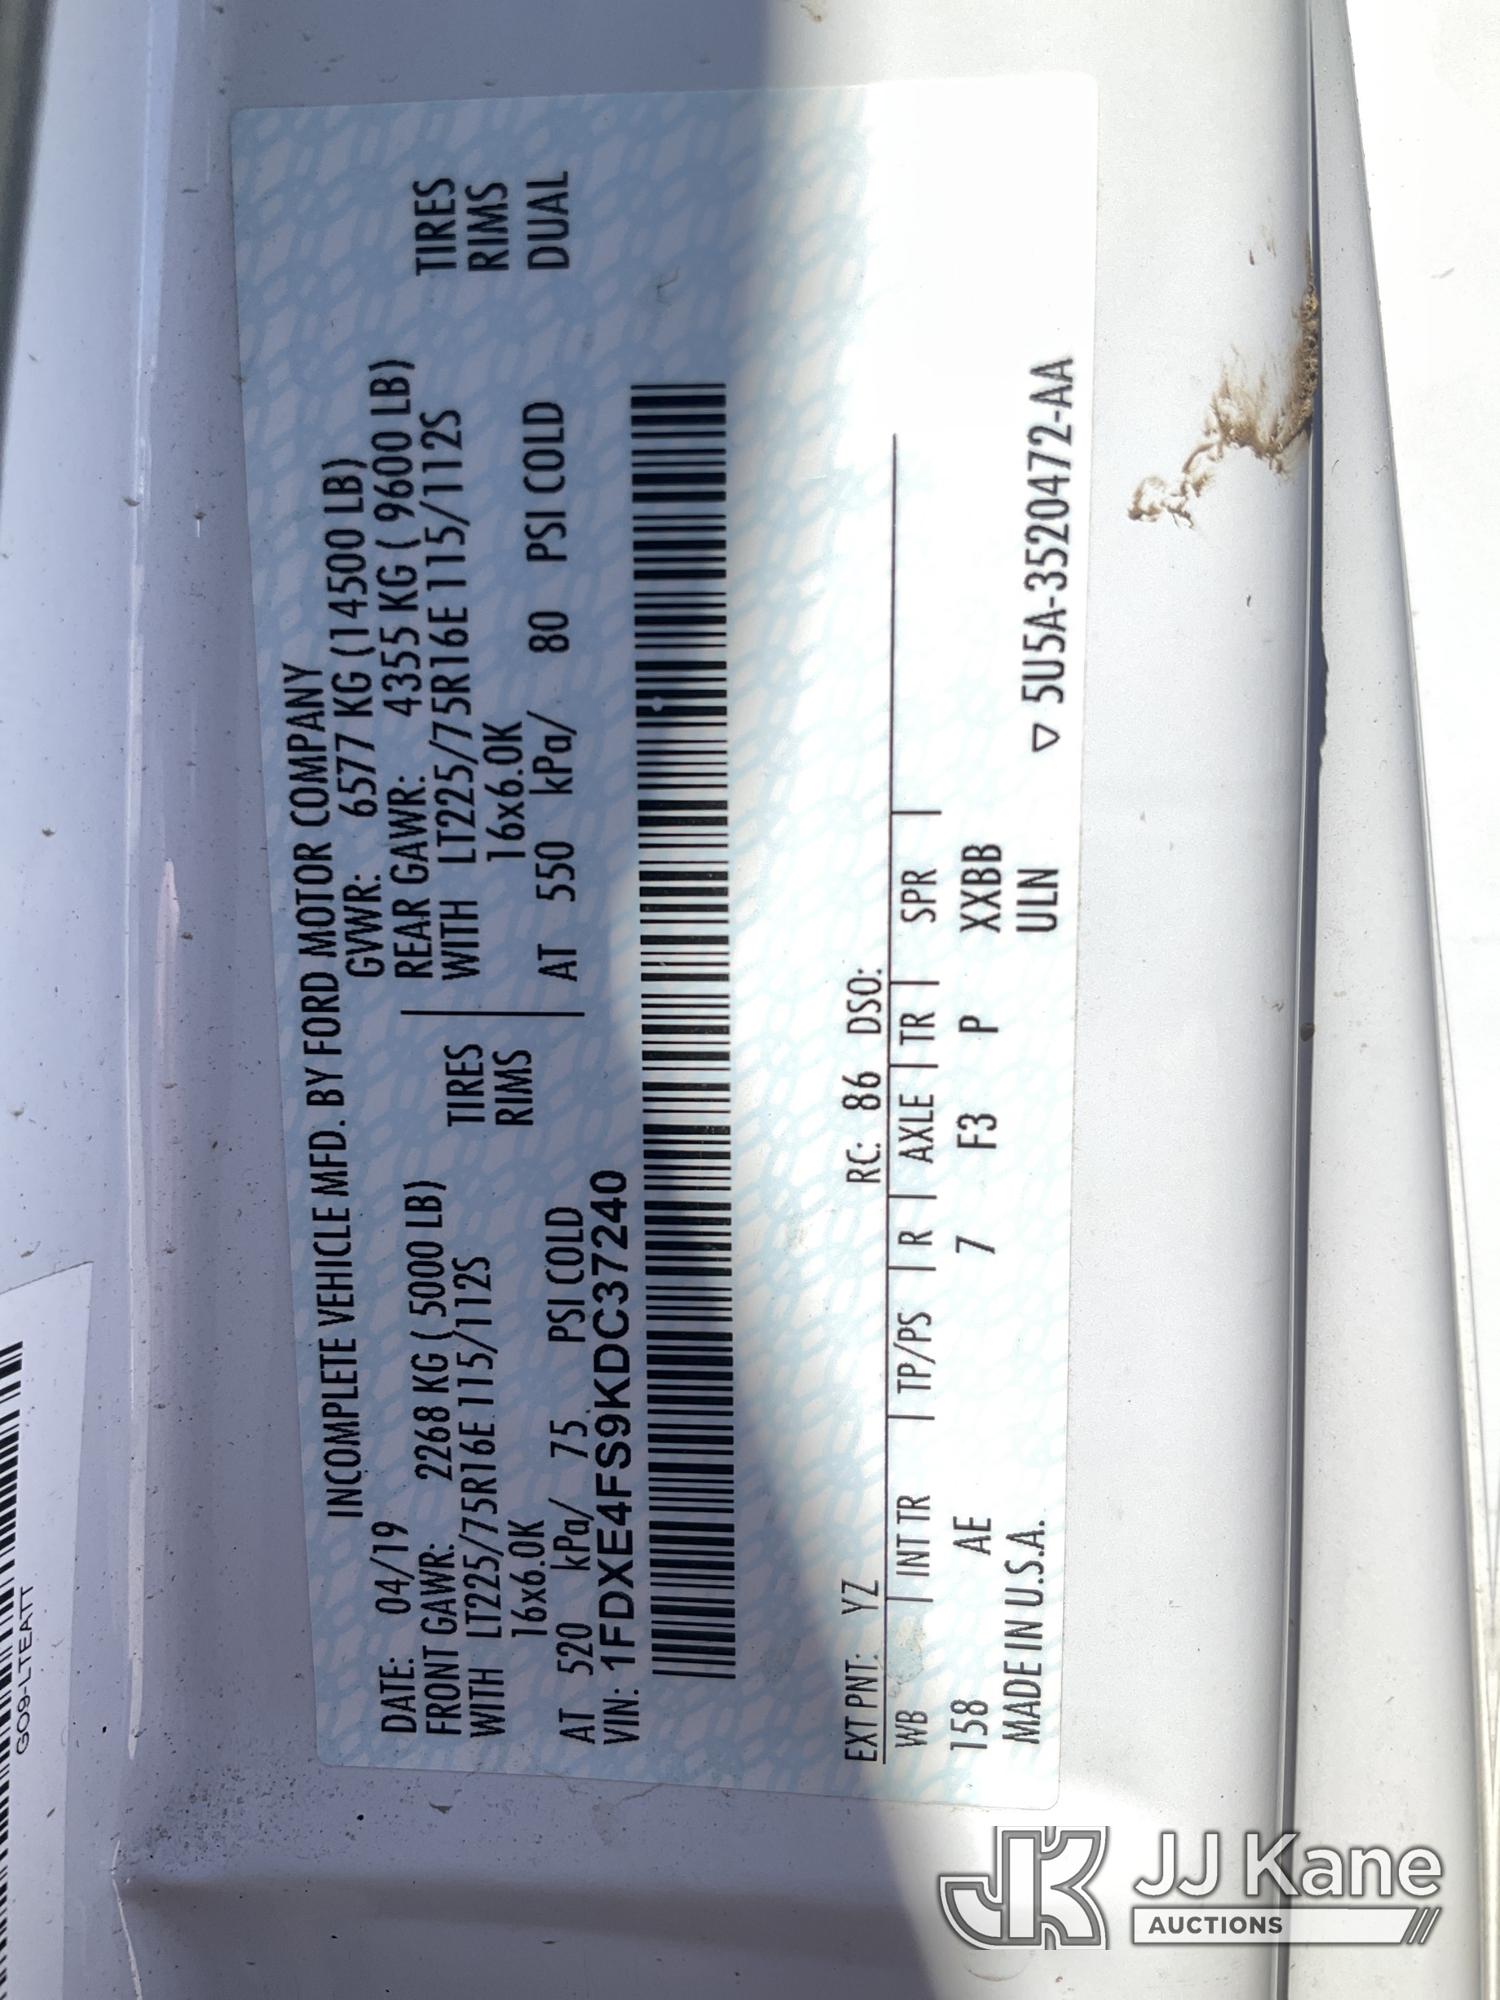 INCOMPLETE VEHICLE MFD. BY FORD MOTOR COMPANY
DATE: 04/19 GVWR: 6577 KG (14500 LB)
FRONT GAWR: 2268 KG ( 5000 LB) REAR GAWR: 4355 KG ( 9600 LB)
WITH LT225/75R16E 115/112S TIRES WITH LT225/75R16E 115/112S TIRES
16x6.0K RIMS 16x6.0K RIMS
AT 520 kPa/ 75 PSI COLD AT 550 kPa/ 80 PSI COLD DUAL
VIN: 1FDXE4FS9KDC37240
EXT PNT: YZ RC: 86 DSO:
WB | INT TR | TP/PS | R | AXLE | TR | SPR |
158 AE 7 F3 P XXBB
MADE IN U.S.A. ULN
▽ 5U5A-3520472-AA
GO9-LTEATT
JK JJ Kane
AUCTIONS